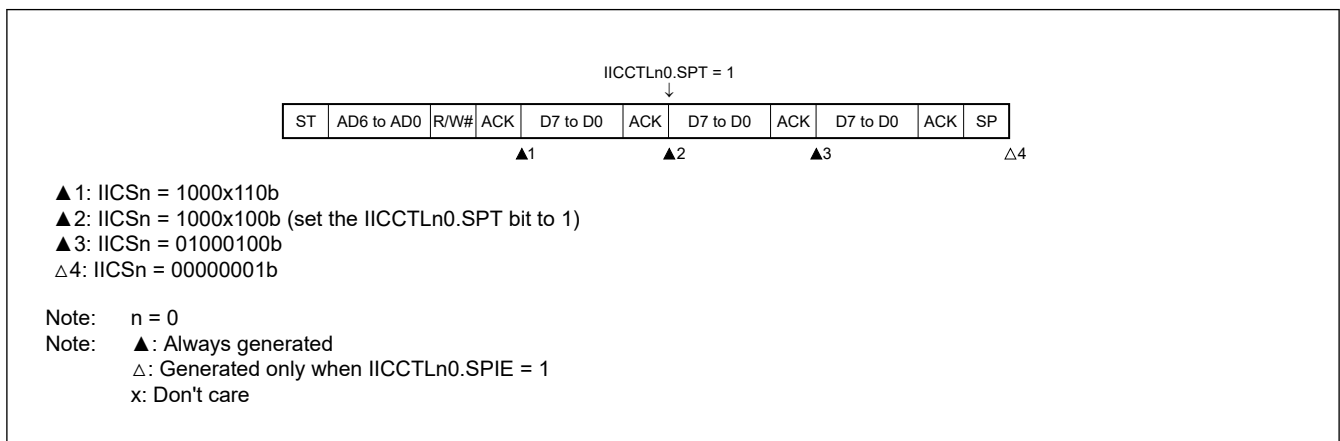 IICCTLn0.SPT = 1
↓
ST AD6 to AD0 R/W# ACK D7 to D0 ACK D7 to D0 ACK D7 to D0 ACK SP
▲1 ▲2 ▲3 △4
▲1: IICSn = 1000x110b
▲2: IICSn = 1000x100b (set the IICCTLn0.SPT bit to 1)
▲3: IICSn = 01000100b
△4: IICSn = 00000001b
Note: n = 0
Note: ▲: Always generated
△: Generated only when IICCTLn0.SPIE = 1
x: Don't care